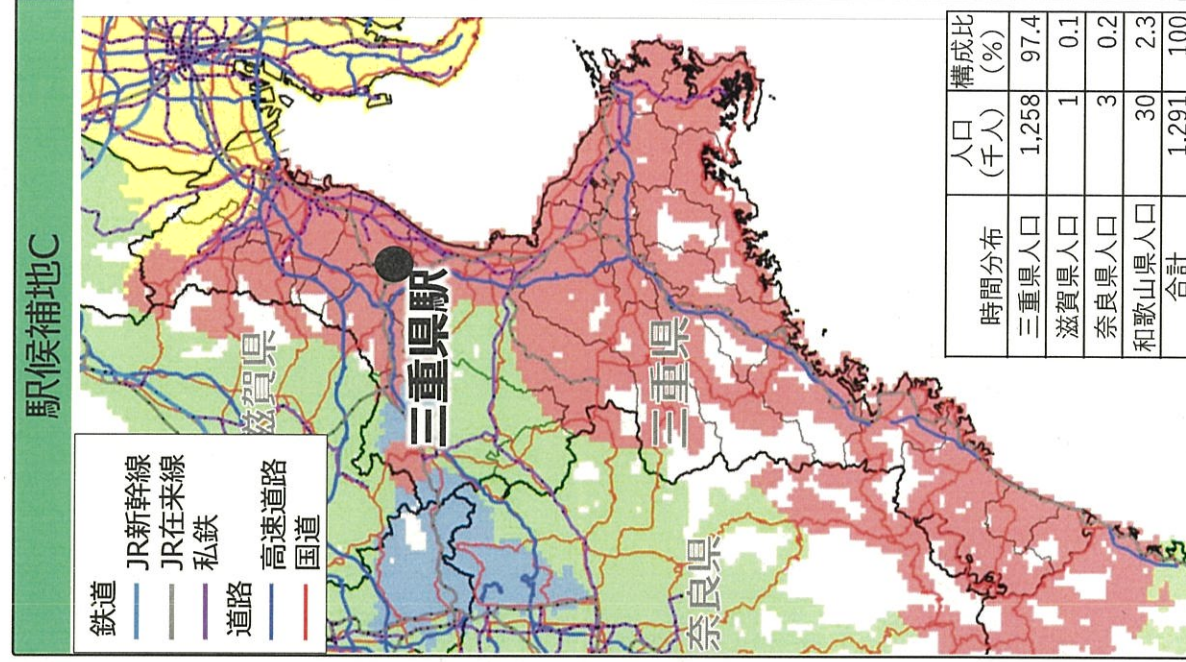 駅候補地C
鉄道
JR新幹線
JR在来線
私鉄
道路
高速道路
国道
滋賀県
三重県駅
三重県
奈良県
時間分布 人口(千人) 構成比(%)
三重県人口 1,258 97.4
滋賀県人口 1 0.1
奈良県人口 3 0.2
和歌山県人口 30 2.3
合計 1,291 100